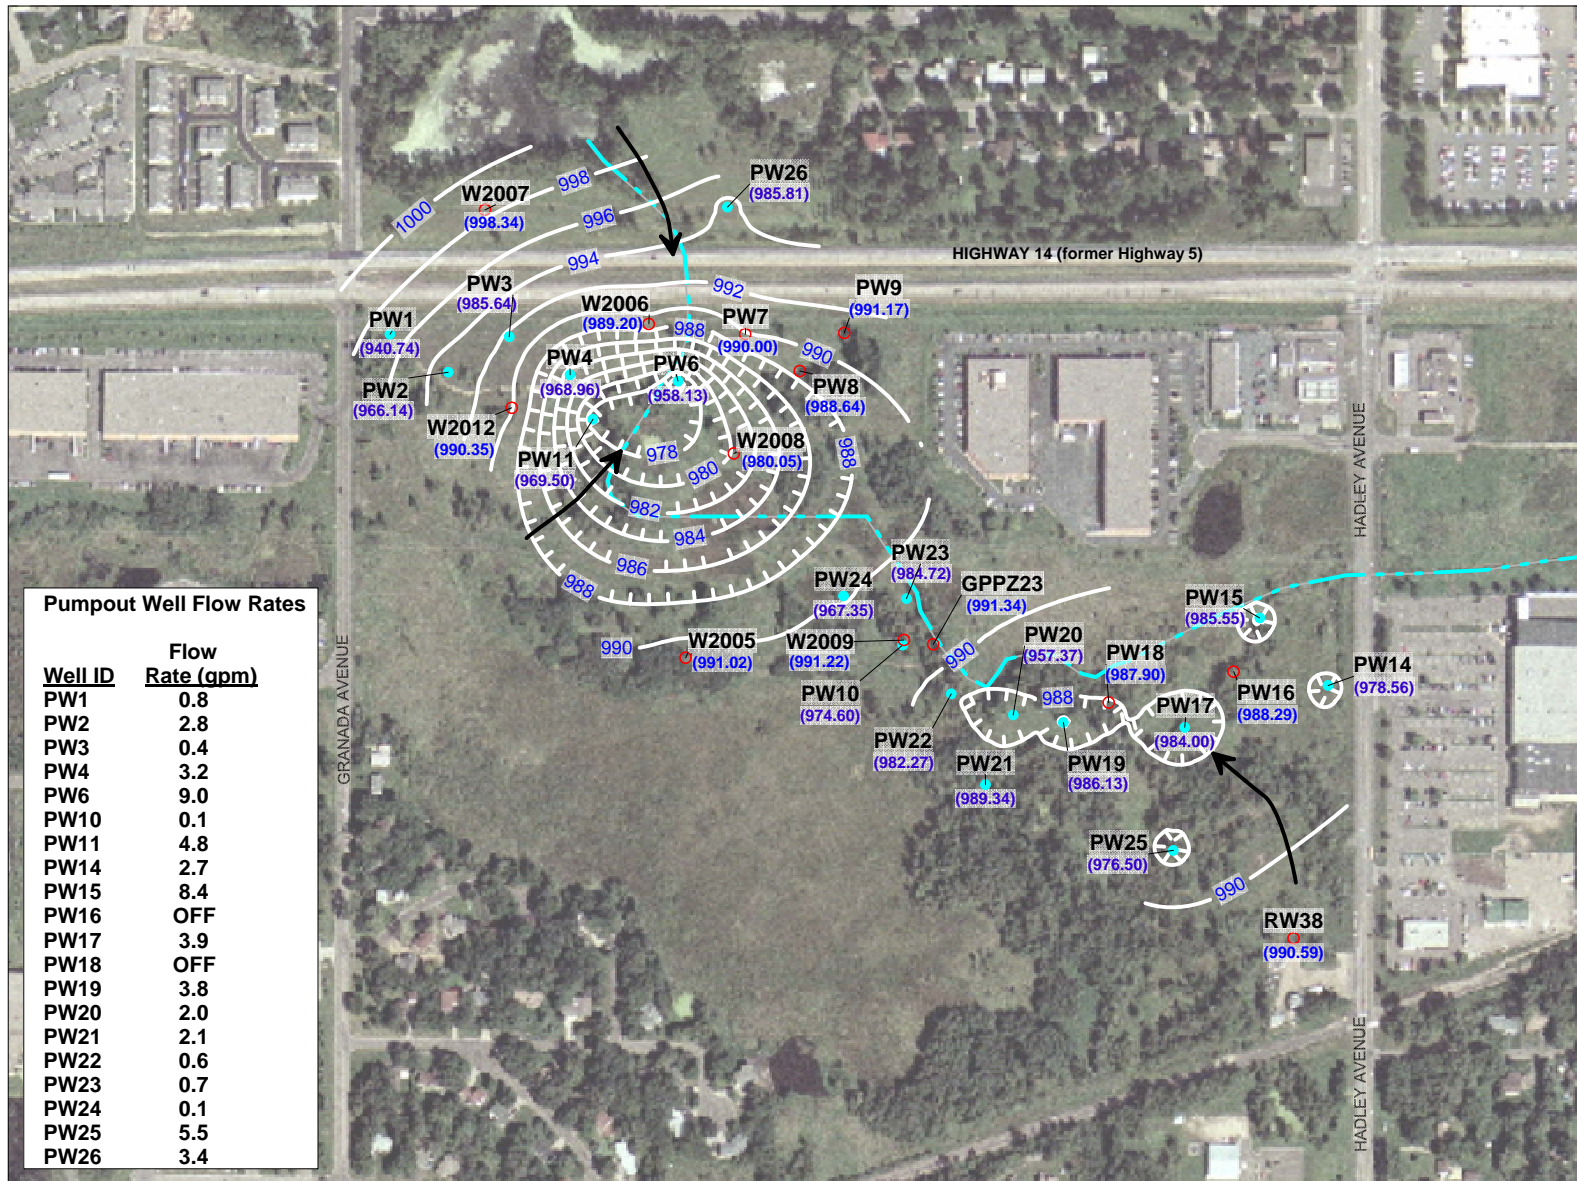 PW26
(985.81)
998
W2007
(998.34)
1000
996
994
HIGHWAY 14 (former Highway 5)
PW3
(985.64)
992
PW9
(991.17)
W2006
(989.20)
PW7
(990.00)
988
PW1
(940.74)
990
PW4
(968.96)
PW6
(958.13)
PW8
(988.64)
PW2
(966.14)
W2012
(990.35)
W2008
(980.05)
988
978
PW11
(969.50)
980
982
984
986
988
HADLEY AVENUE
PW23
(984.72)
PW24
(967.35)
GPPZ23
(991.34)
PW15
(985.55)
990
W2005
(991.02)
W2009
(991.22)
PW20
(957.37)
990
PW18
(987.90)
PW14
(978.56)
PW16
(988.29)
PW10
(974.60)
988
PW17
(984.00)
PW22
(982.27)
PW21
(989.34)
PW19
(986.13)
PW25
(976.50)
990
RW38
(990.59)
GRANADA AVENUE
HADLEY AVENUE
Pumpout Well Flow Rates
Flow
Well ID Rate (gpm)
PW1 0.8
PW2 2.8
PW3 0.4
PW4 3.2
PW6 9.0
PW10 0.1
PW11 4.8
PW14 2.7
PW15 8.4
PW16 OFF
PW17 3.9
PW18 OFF
PW19 3.8
PW20 2.0
PW21 2.1
PW22 0.6
PW23 0.7
PW24 0.1
PW25 5.5
PW26 3.4